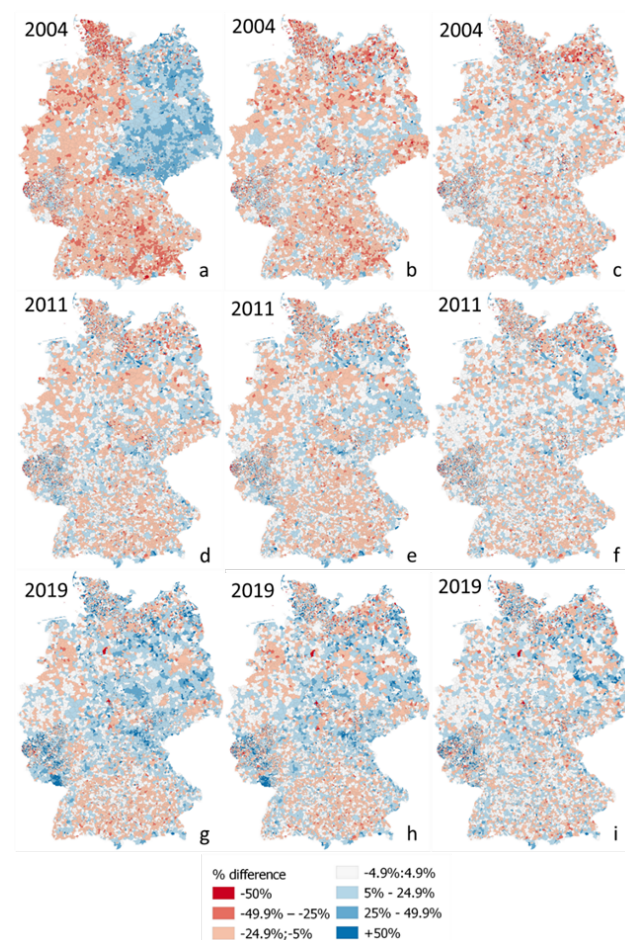 2004 2004 2004
a b c
2011 2011 2011
d e f
2019 2019 2019
g h i
% difference
-50%
-49.9% – -25%
-24.9%;-5%
-4.9%:4.9%
5% - 24.9%
25% - 49.9%
+50%